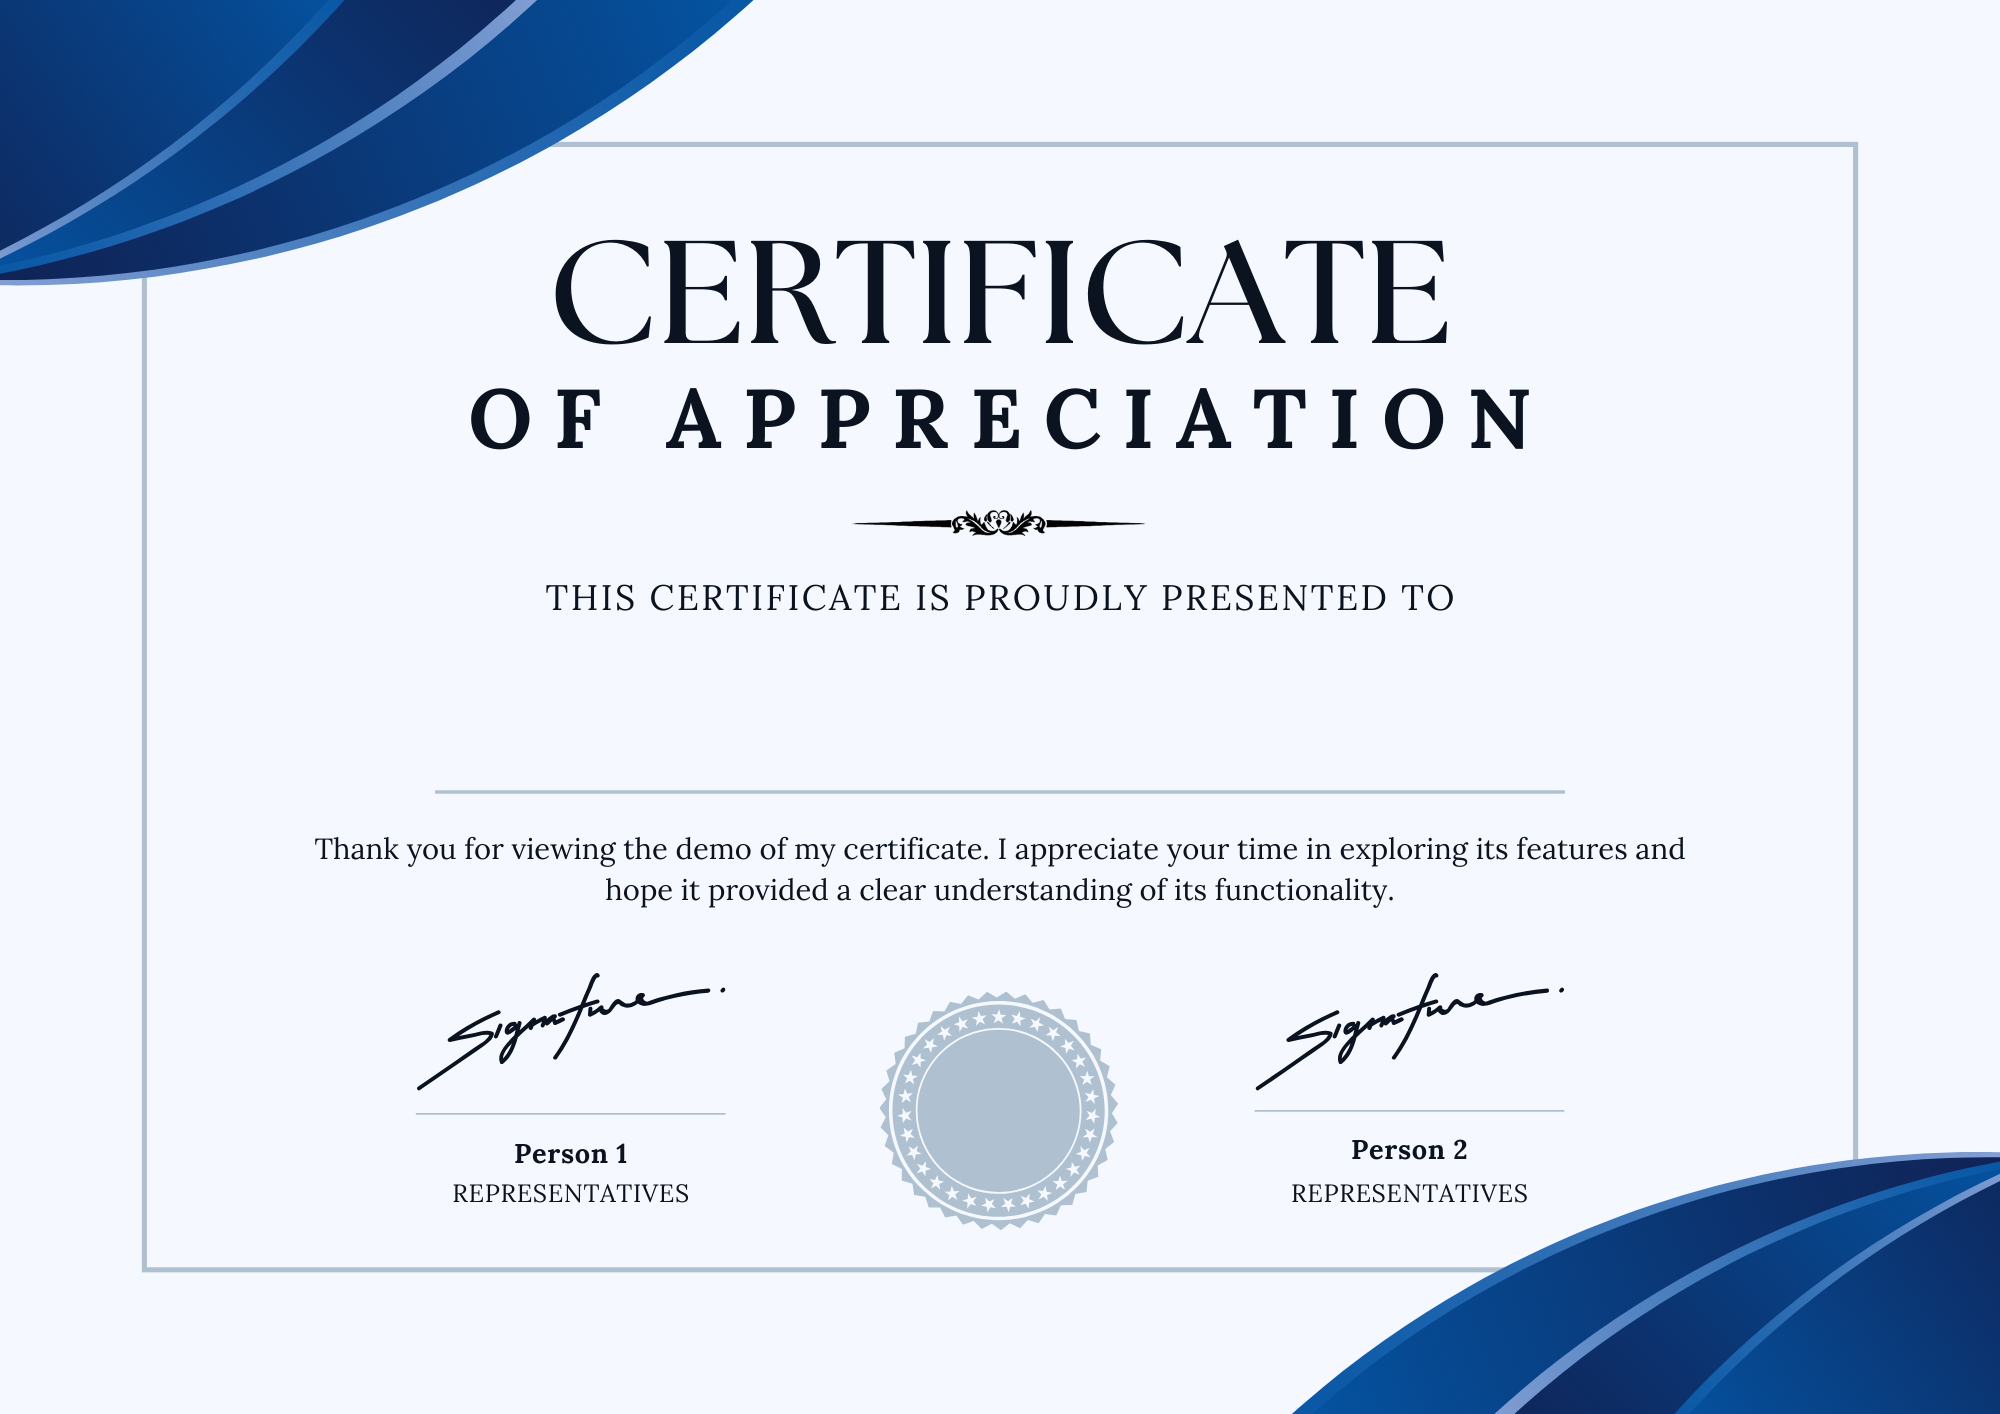 CERTIFICATE
OF APPRECIATION
THIS CERTIFICATE IS PROUDLY PRESENTED TO
Thank you for viewing the demo of my certificate. I appreciate your time in exploring its features and
hope it provided a clear understanding of its functionality.
Signature Signature
Person 1 Person 2
REPRESENTATIVES REPRESENTATIVES